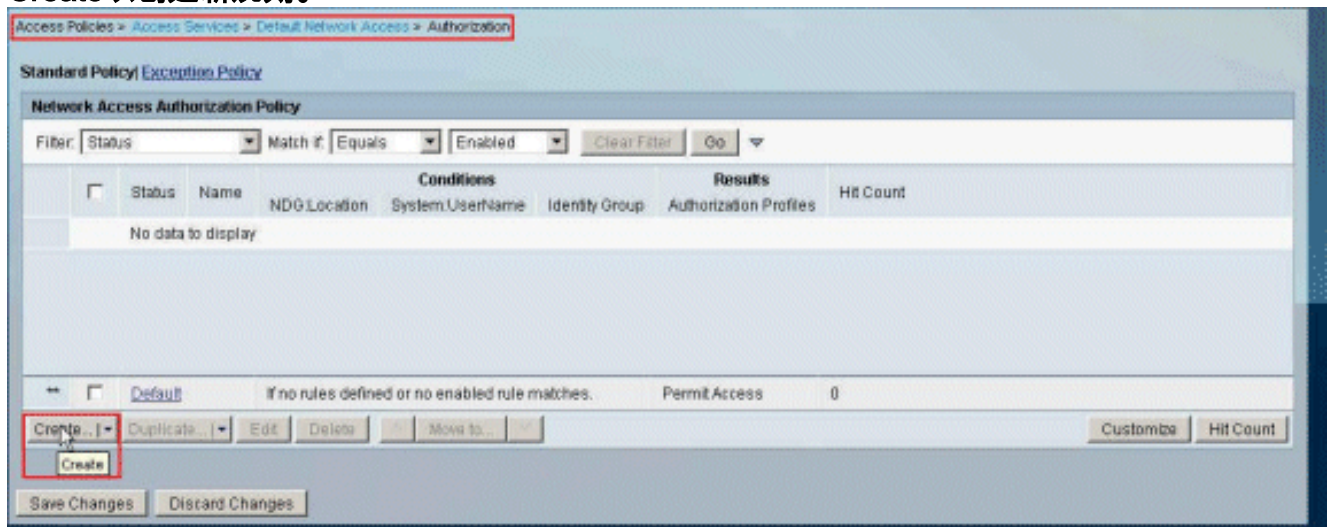 Access Policies > Access Services > Default Network Access > Authorization
Standard Policy| Exception Policy
Network Access Authorization Policy
Filter: Status Match if: Equals Enabled Clear Filter Go
Status Name Conditions Results Hit Count
NDG:Location System:UserName Identity Group Authorization Profiles
No data to display
Default If no rules defined or no enabled rule matches. Permit Access 0
Create... Duplicate... Edit Delete Move to... Customize Hit Count
Create
Save Changes Discard Changes